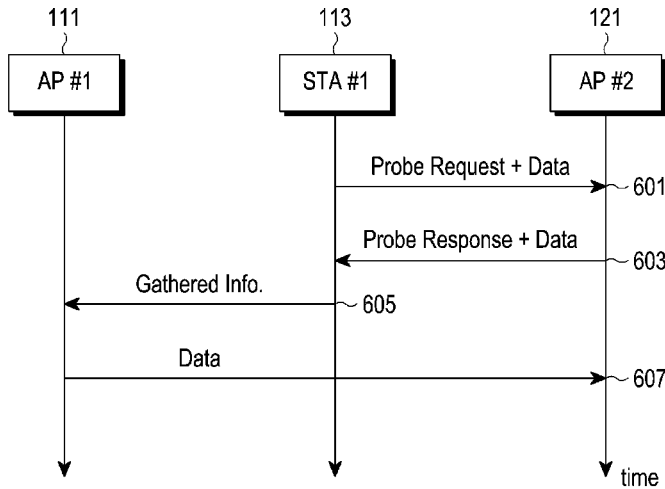 111
113
121
AP #1
STA #1
AP #2
Probe Request + Data
601
Probe Response + Data
603
Gathered Info.
605
Data
607
time